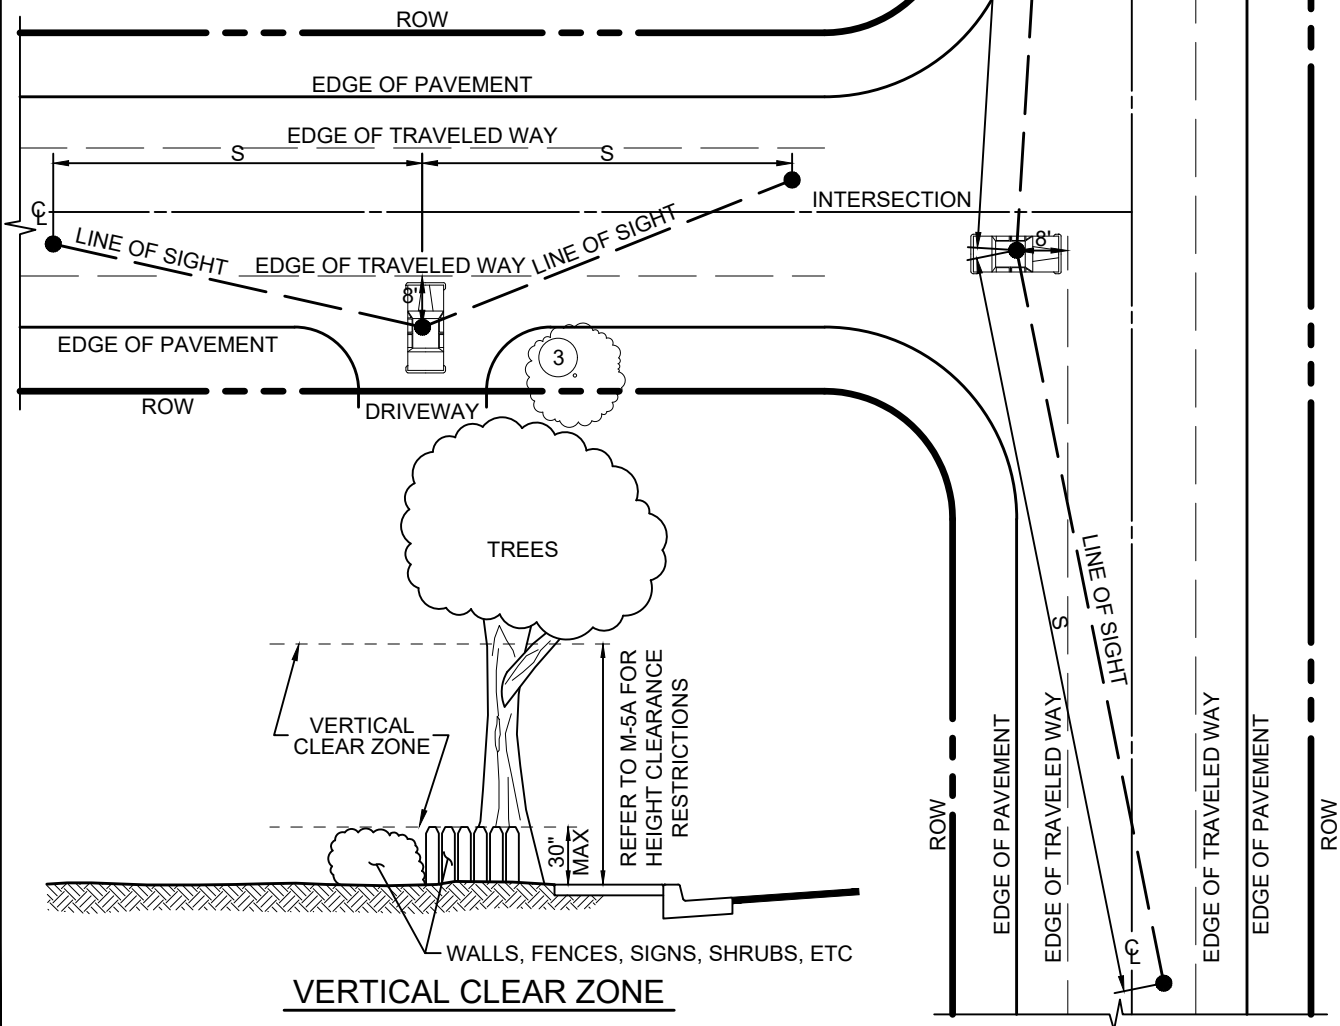 ROW
EDGE OF PAVEMENT
EDGE OF TRAVELED WAY
S
S
INTERSECTION
℄
LINE OF SIGHT
LINE OF SIGHT
EDGE OF TRAVELED WAY
8'
8'
EDGE OF PAVEMENT
3
ROW
DRIVEWAY
TREES
VERTICAL
CLEAR ZONE
REFER TO M-5A FOR
HEIGHT CLEARANCE
RESTRICTIONS
30"
MAX
WALLS, FENCES, SIGNS, SHRUBS, ETC
VERTICAL CLEAR ZONE
LINE OF SIGHT
S
ROW
EDGE OF PAVEMENT
EDGE OF TRAVELED WAY
℄
EDGE OF TRAVELED WAY
EDGE OF PAVEMENT
ROW